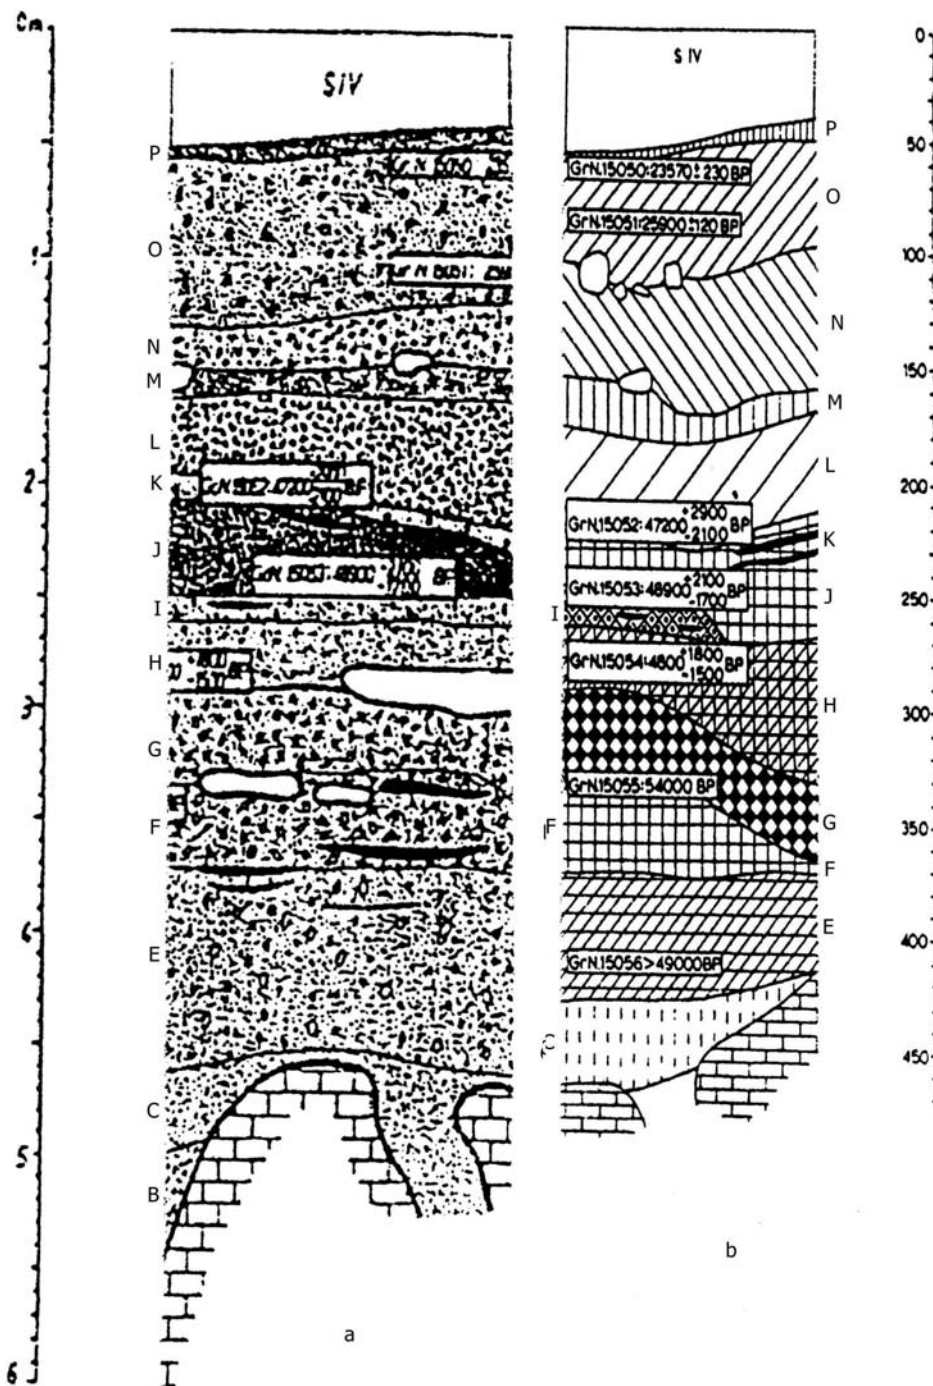 0m
SIV
P
O
1
N
M
L
K
2
J
I
H
3
G
F
6
E
C
5
B
6
a
S IV
P
GrN.15050:23570±230 BP
O
GrN.15051:25900±120 BP
N
M
L
GrN.15052:47200 +2900 -2100 BP
K
GrN.15053:48900 +2100 -1700 BP
J
I
GrN.15054:4800 +1800 -1500 BP
H
GrN.15055:54000 BP
G
F
F
E
GrN.15056>49000BP
C
b
0
50
100
150
200
250
300
350
400
450